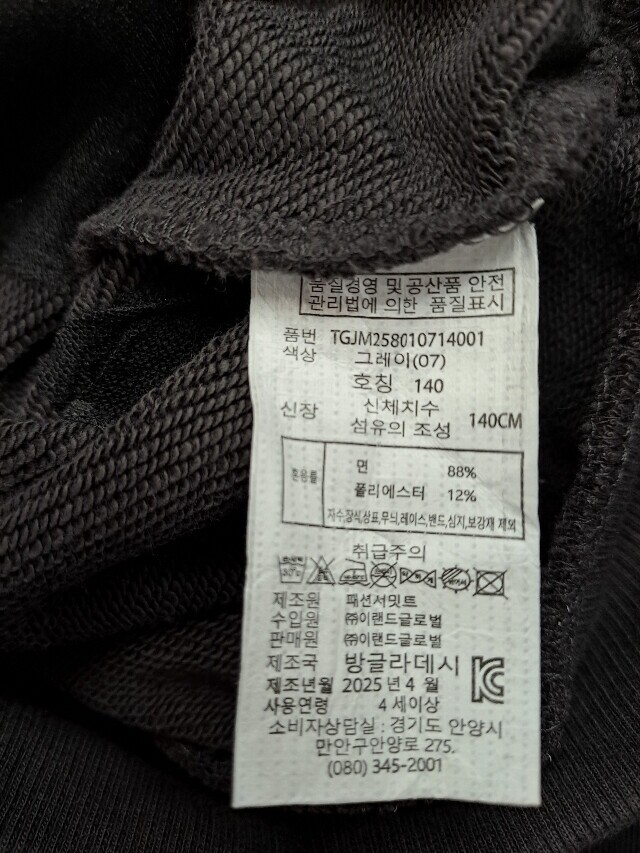 품질경영 및 공산품 안전
관리법에 의한 품질표시
품번 TGJM258010714001
색상 그레이(07)
호칭 140
신장 신체치수 140CM
섬유의 조성
혼용률
면 88%
폴리에스터 12%
자수,장식,상표,무늬,레이스,밴드,심지,보강재 제외
취급주의
제조원 패션서밋트
수입원 ㈜이랜드글로벌
판매원 ㈜이랜드글로벌
제조국 방글라데시
제조년월 2025 년 4 월
사용연령 4 세이상
소비자상담실 : 경기도 안양시
만안구안양로 275.
(080) 345-2001